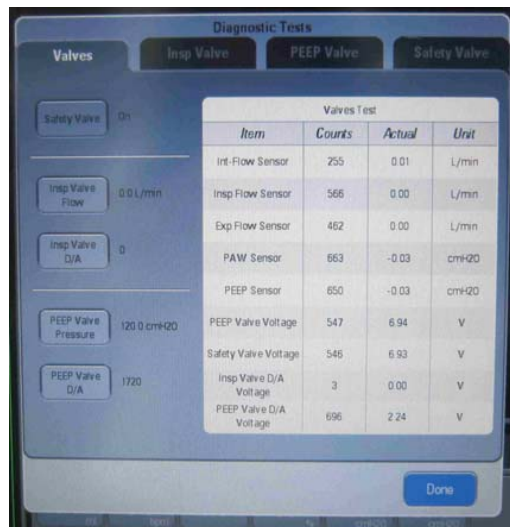 Diagnostic Tests
Valves Insp Valve PEEP Valve Safety Valve
Safety Valve On
Insp Valve Flow 0.0 L/min
Insp Valve D/A 0
PEEP Valve Pressure 120.0 cmH2O
PEEP Valve D/A 1720
Valves Test
Item Counts Actual Unit
Int-Flow Sensor 255 0.01 L/min
Insp Flow Sensor 566 0.00 L/min
Exp Flow Sensor 462 0.00 L/min
PAW Sensor 663 -0.03 cmH2O
PEEP Sensor 650 -0.03 cmH2O
PEEP Valve Voltage 547 6.94 V
Safety Valve Voltage 546 6.93 V
Insp Valve D/A Voltage 3 0.00 V
PEEP Valve D/A Voltage 696 2.24 V
Done